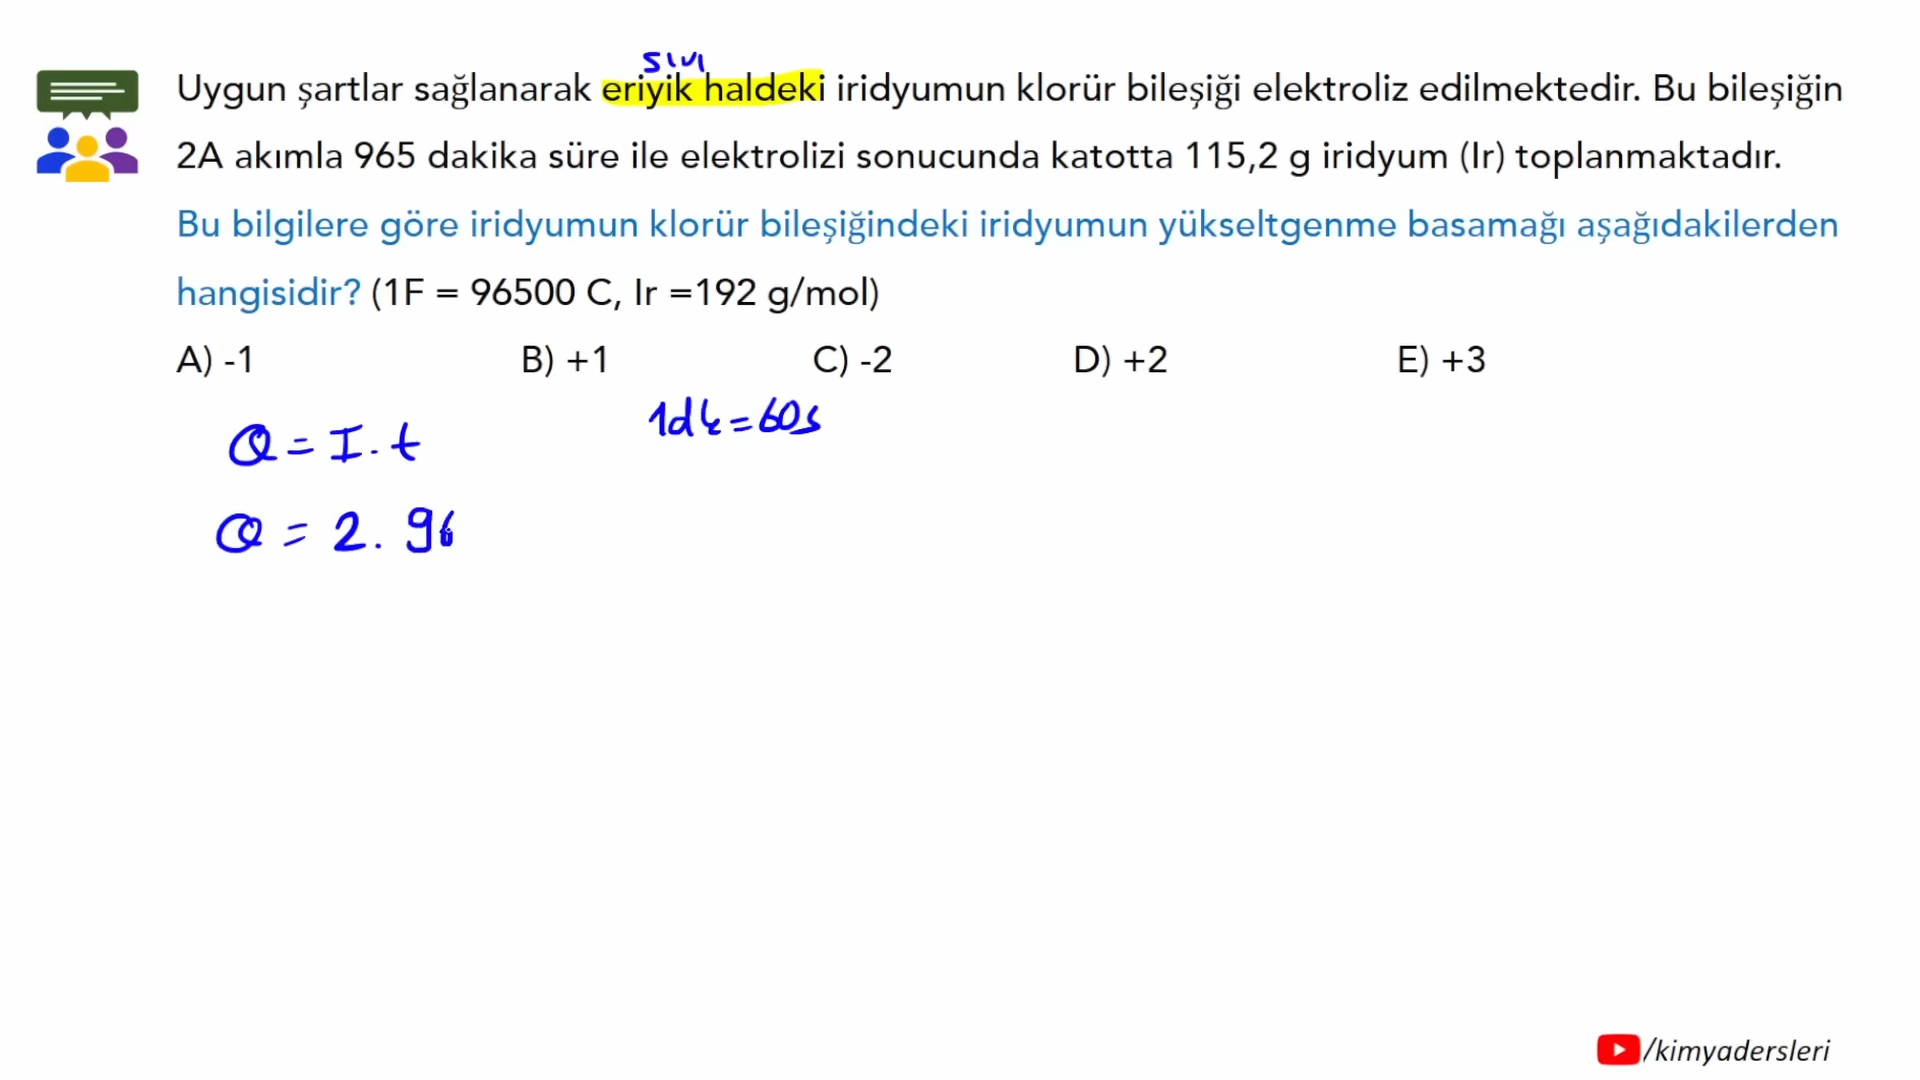 sıvı
Uygun şartlar sağlanarak eriyik haldeki iridyumun klorür bileşiği elektroliz edilmektedir. Bu bileşiğin
2A akımla 965 dakika süre ile elektrolizi sonucunda katotta 115,2 g iridyum (Ir) toplanmaktadır.
Bu bilgilere göre iridyumun klorür bileşiğindeki iridyumun yükseltgenme basamağı aşağıdakilerden
hangisidir? (1F = 96500 C, Ir =192 g/mol)
A) -1 B) +1 C) -2 D) +2 E) +3
1dk = 60s
Q = I. t
Q = 2. 96
/kimyadersleri